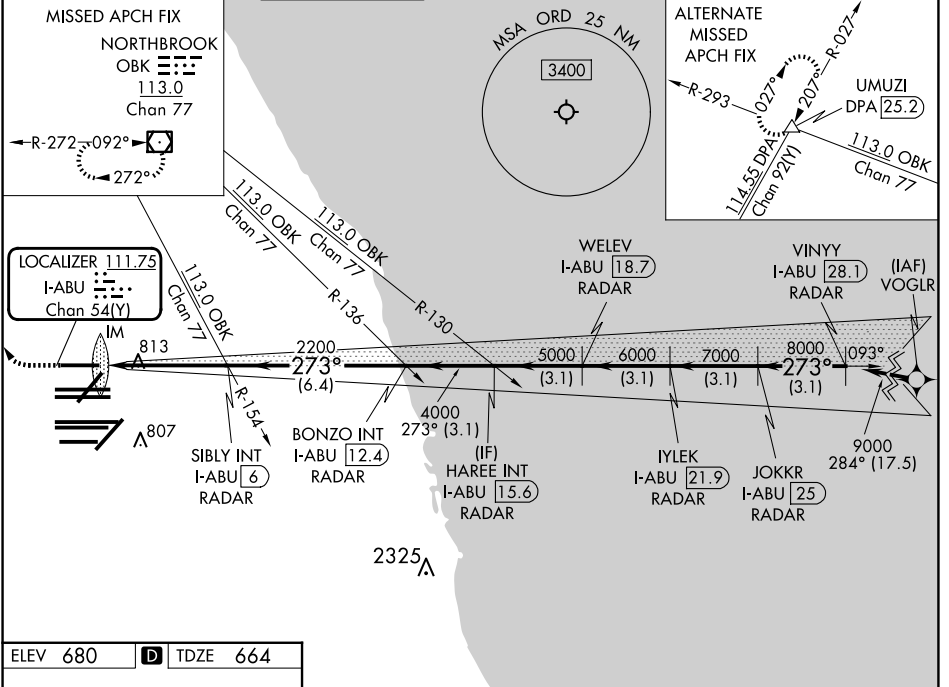 MISSED APCH FIX
NORTHBROOK
OBK
113.0
Chan 77
R-272
092°
272°
MSA ORD 25 NM
3400
ALTERNATE
MISSED
APCH FIX
R-027
R-293
027°
207°
UMUZI
DPA 25.2
114.55 DPA
Chan 92(Y)
113.0 OBK
Chan 77
113.0 OBK
Chan 77
113.0 OBK
Chan 77
113.0 OBK
Chan 77
R-136
R-130
R-154
LOCALIZER 111.75
I-ABU
Chan 54(Y)
IM
813
807
WELEV
I-ABU 18.7
RADAR
VINYY
I-ABU 28.1
RADAR
(IAF)
VOGLR
2200
273°
(6.4)
4000
273° (3.1)
5000
(3.1)
6000
(3.1)
7000
(3.1)
8000
273°
(3.1)
093°
9000
284° (17.5)
SIBLY INT
I-ABU 6
RADAR
BONZO INT
I-ABU 12.4
RADAR
(IF)
HAREE INT
I-ABU 15.6
RADAR
IYLEK
I-ABU 21.9
RADAR
JOKKR
I-ABU 25
RADAR
2325
ELEV 680 D TDZE 664